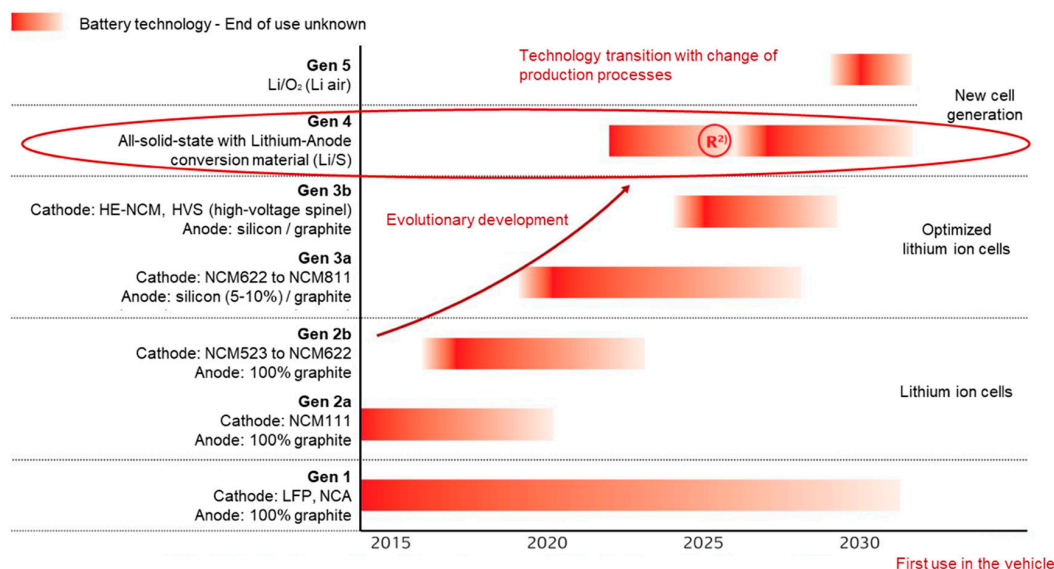 Battery technology - End of use unknown
Technology transition with change of
production processes
Gen 5
Li/O₂ (Li air)
New cell
generation
Gen 4
All-solid-state with Lithium-Anode
conversion material (Li/S)
R²⁾
Gen 3b
Cathode: HE-NCM, HVS (high-voltage spinel)
Anode: silicon / graphite
Evolutionary development
Optimized
lithium ion cells
Gen 3a
Cathode: NCM622 to NCM811
Anode: silicon (5-10%) / graphite
Gen 2b
Cathode: NCM523 to NCM622
Anode: 100% graphite
Lithium ion cells
Gen 2a
Cathode: NCM111
Anode: 100% graphite
Gen 1
Cathode: LFP, NCA
Anode: 100% graphite
2015 2020 2025 2030
First use in the vehicle